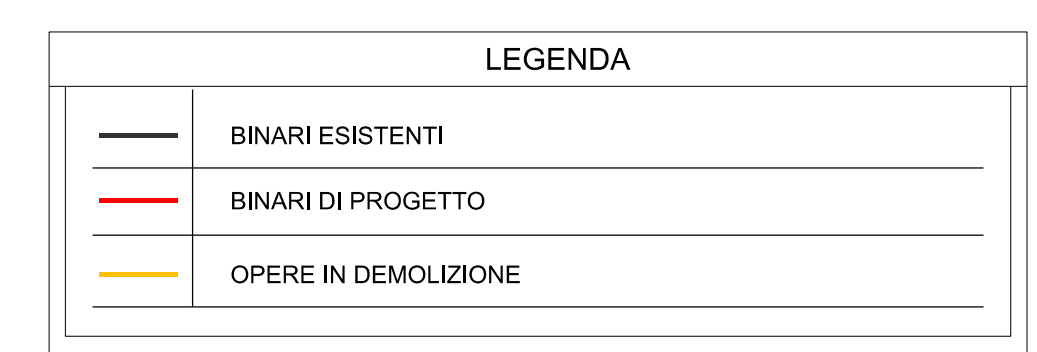 LEGENDA
BINARI ESISTENTI
BINARI DI PROGETTO
OPERE IN DEMOLIZIONE